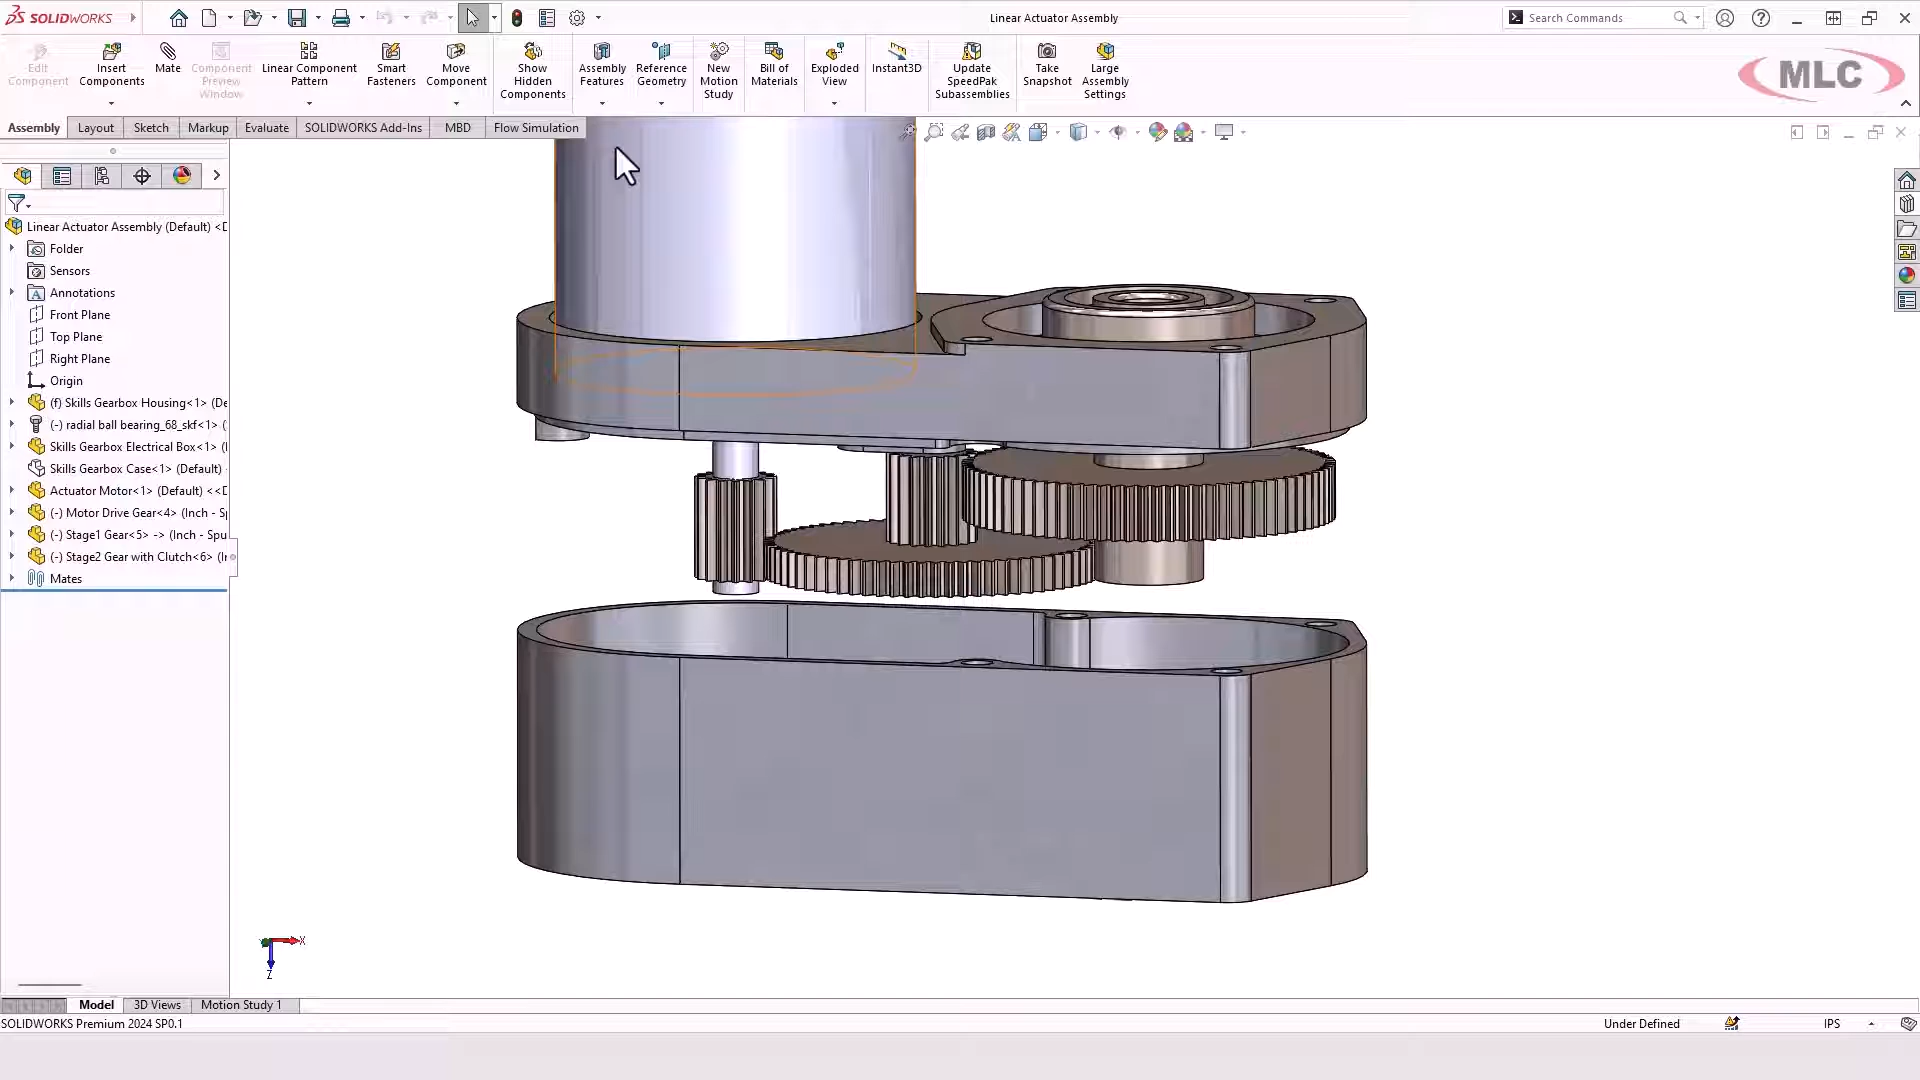 SOLIDWORKS
Linear Actuator Assembly
Search Commands
Edit Component
Insert Components
Mate
Component Preview Window
Linear Component Pattern
Smart Fasteners
Move Component
Show Hidden Components
Assembly Features
Reference Geometry
New Motion Study
Bill of Materials
Exploded View
Instant3D
Update SpeedPak Subassemblies
Take Snapshot
Large Assembly Settings
MLC
Assembly
Layout
Sketch
Markup
Evaluate
SOLIDWORKS Add-Ins
MBD
Flow Simulation
Linear Actuator Assembly (Default) <D
Folder
Sensors
Annotations
Front Plane
Top Plane
Right Plane
Origin
(f) Skills Gearbox Housing<1> (De
(-) radial ball bearing_68_skf<1> (
Skills Gearbox Electrical Box<1> (
Skills Gearbox Case<1> (Default)
Actuator Motor<1> (Default) <<D
(-) Motor Drive Gear<4> (Inch - Sp
(-) Stage1 Gear<5> -> (Inch - Spu
(-) Stage2 Gear with Clutch<6> (I
Mates
X
Z
Model
3D Views
Motion Study 1
SOLIDWORKS Premium 2024 SP0.1
Under Defined
IPS